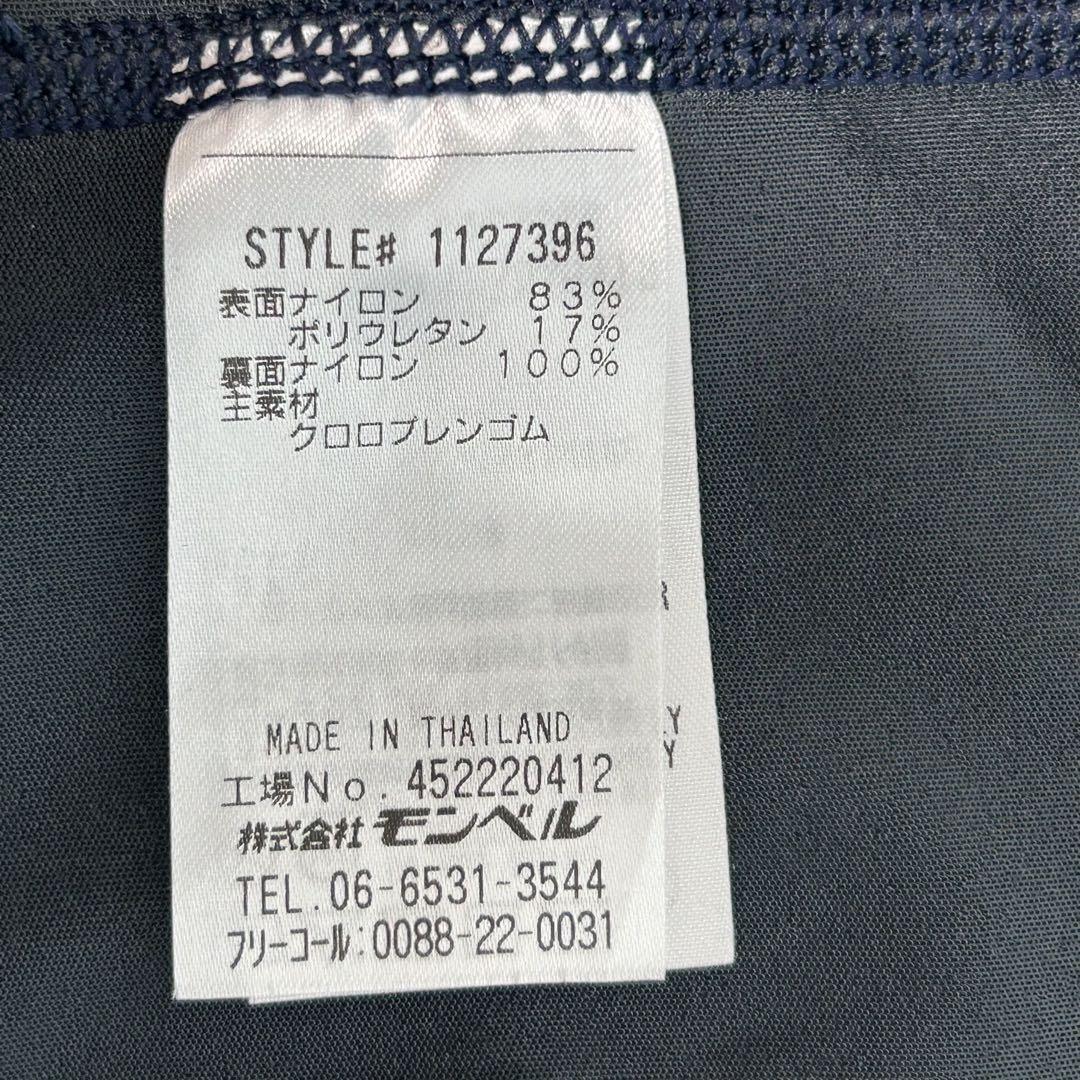 STYLE# 1127396
表面ナイロン 83%
ポリウレタン 17%
裏面ナイロン 100%
主素材
クロロプレンゴム
MADE IN THAILAND
工場No. 452220412
株式会社モンベル
TEL.06-6531-3544
フリーコール:0088-22-0031
R
Y
Y